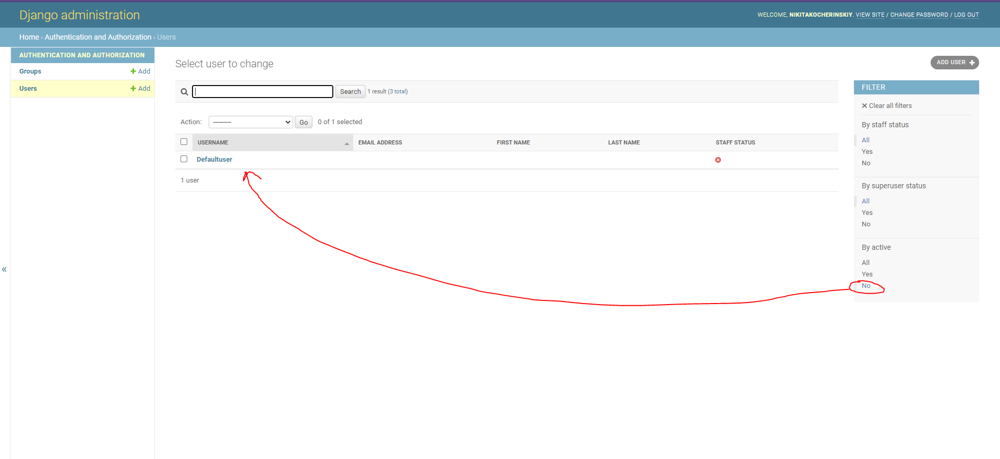 Django administration
WELCOME, NIKITAKOCHERINSKIY. VIEW SITE / CHANGE PASSWORD / LOG OUT
Home › Authentication and Authorization › Users
AUTHENTICATION AND AUTHORIZATION
Groups + Add
Users + Add
«
Select user to change
ADD USER +
Search 1 result (3 total)
Action: --------- Go 0 of 1 selected
USERNAME EMAIL ADDRESS FIRST NAME LAST NAME STAFF STATUS
Defaultuser
1 user
FILTER
✕ Clear all filters
By staff status
All
Yes
No
By superuser status
All
Yes
No
By active
All
Yes
No